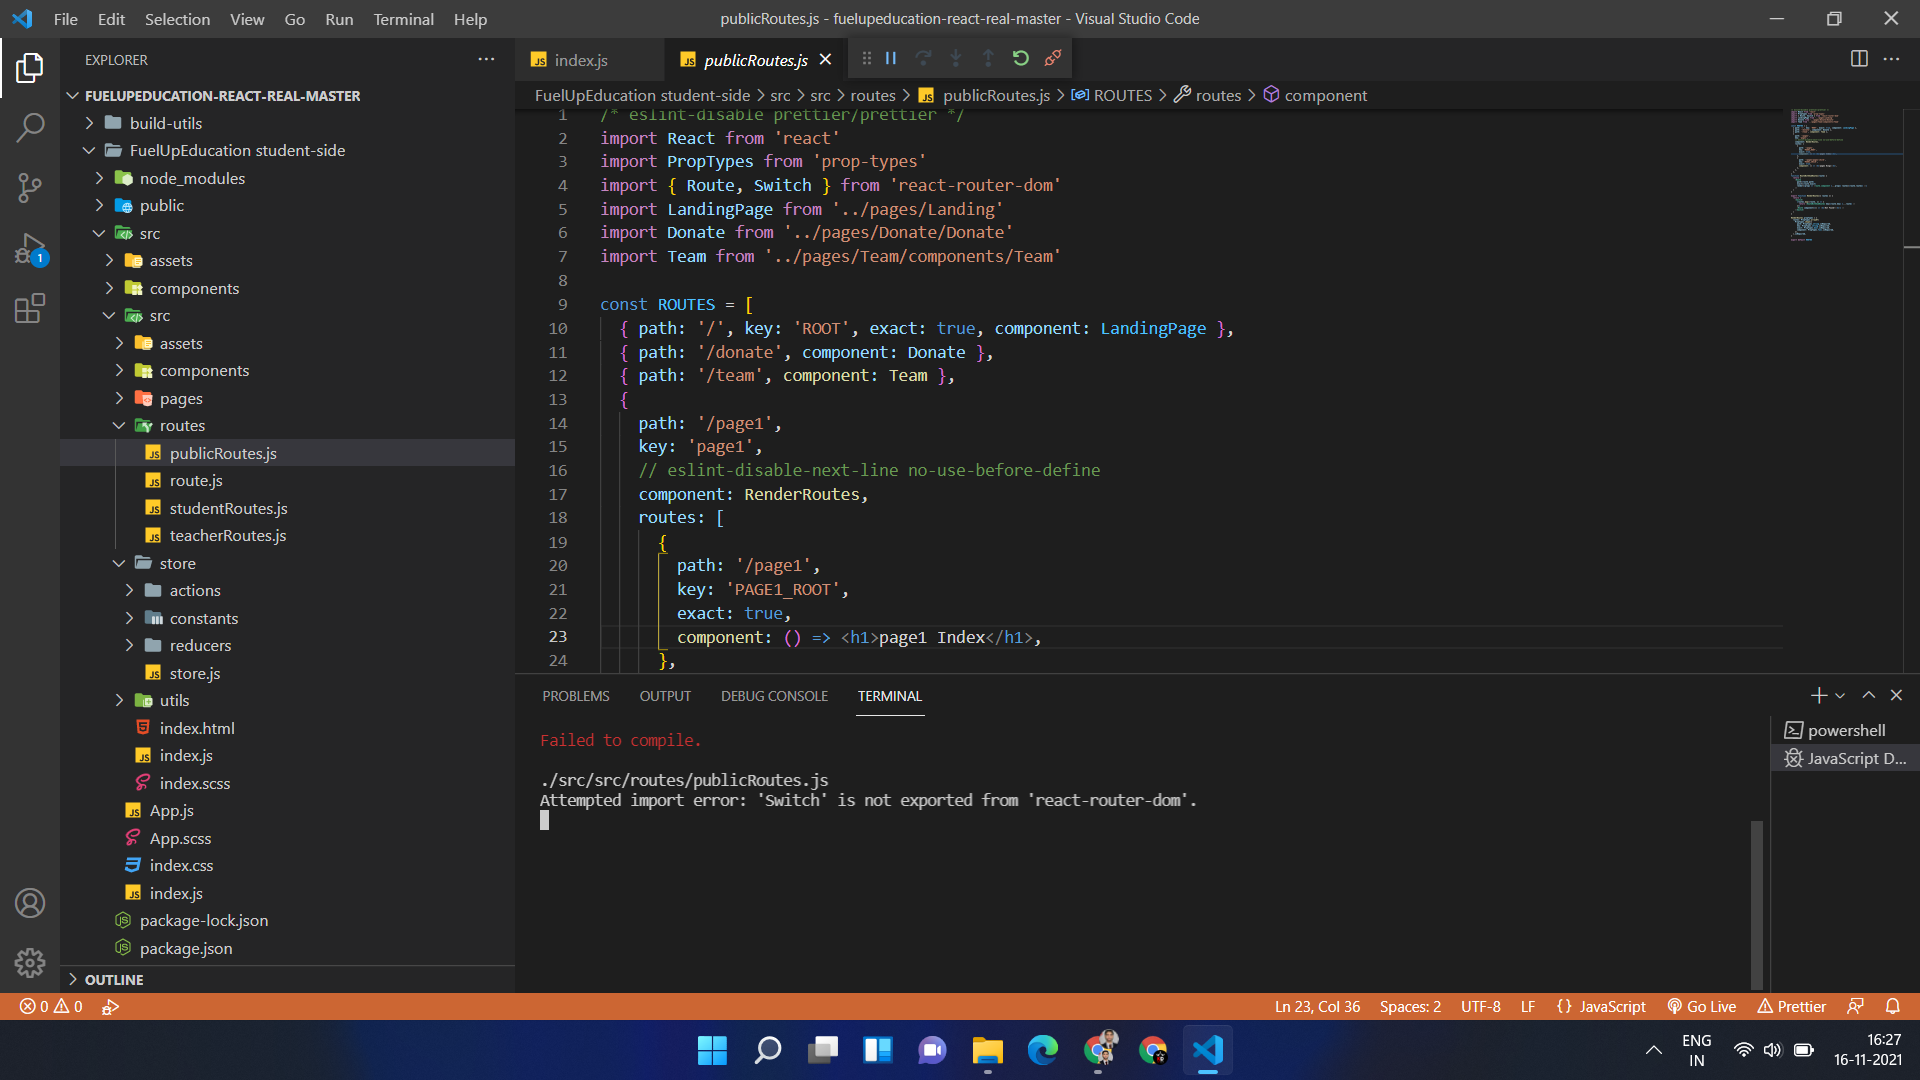 File Edit Selection View Go Run Terminal Help
publicRoutes.js - fuelupeducation-react-real-master - Visual Studio Code
EXPLORER
FUELUPEDUCATION-REACT-REAL-MASTER
build-utils
FuelUpEducation student-side
node_modules
public
src
assets
components
src
assets
components
pages
routes
publicRoutes.js
route.js
studentRoutes.js
teacherRoutes.js
store
actions
constants
reducers
store.js
utils
index.html
index.js
index.scss
App.js
App.scss
index.css
index.js
package-lock.json
package.json
OUTLINE
1
index.js
publicRoutes.js
FuelUpEducation student-side > src > src > routes > publicRoutes.js > ROUTES > routes > component
1 /* eslint-disable prettier/prettier */
2 import React from 'react'
3 import PropTypes from 'prop-types'
4 import { Route, Switch } from 'react-router-dom'
5 import LandingPage from '../pages/Landing'
6 import Donate from '../pages/Donate/Donate'
7 import Team from '../pages/Team/components/Team'
8
9 const ROUTES = [
10 { path: '/', key: 'ROOT', exact: true, component: LandingPage },
11 { path: '/donate', component: Donate },
12 { path: '/team', component: Team },
13 {
14 path: '/page1',
15 key: 'page1',
16 // eslint-disable-next-line no-use-before-define
17 component: RenderRoutes,
18 routes: [
19 {
20 path: '/page1',
21 key: 'PAGE1_ROOT',
22 exact: true,
23 component: () => <h1>page1 Index</h1>,
24 },
PROBLEMS OUTPUT DEBUG CONSOLE TERMINAL
Failed to compile.
./src/src/routes/publicRoutes.js
Attempted import error: 'Switch' is not exported from 'react-router-dom'.
powershell
JavaScript D...
0 0
Ln 23, Col 36 Spaces: 2 UTF-8 LF {} JavaScript Go Live Prettier
ENG
IN
16:27
16-11-2021